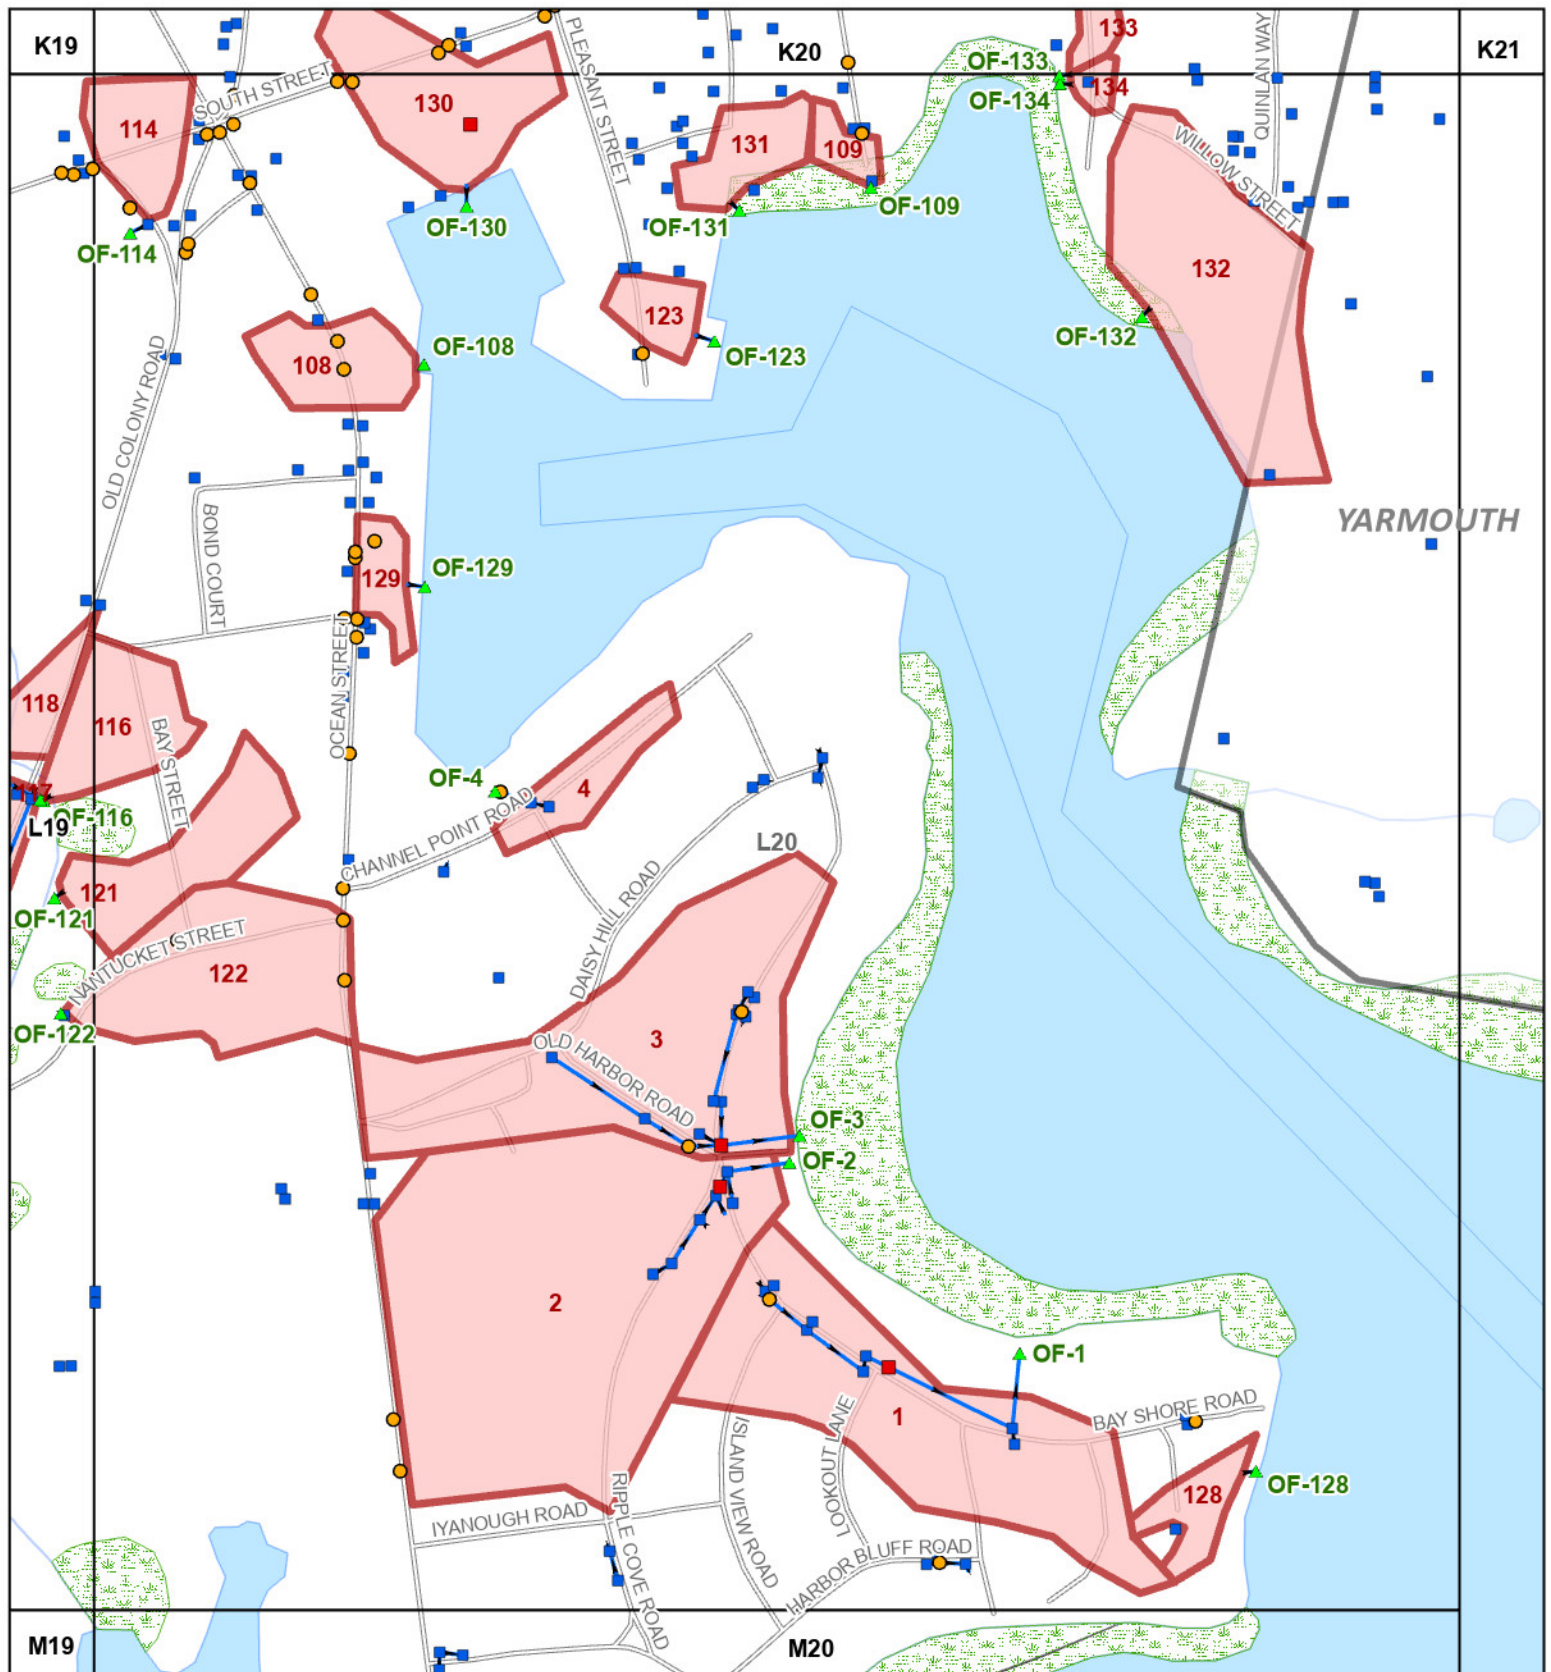 K19
K20
K21
133
OF-133
OF-134
134
SOUTH STREET
PLEASANT STREET
QUINLAN WAY
130
114
131
109
WILLOW STREET
OF-109
OF-130
OF-131
OF-114
132
123
OF-132
OF-108
OF-123
108
OLD COLONY ROAD
YARMOUTH
BOND COURT
OF-129
129
OCEAN STREET
118
116
BAY STREET
OF-4
4
117
OF-116
L19
CHANNEL POINT ROAD
L20
121
OF-121
DAISY HILL ROAD
NANTUCKET STREET
122
OF-122
3
OLD HARBOR ROAD
OF-3
OF-2
2
OF-1
1
BAY SHORE ROAD
LOOKOUT LANE
ISLAND VIEW ROAD
128
OF-128
IYANOUGH ROAD
RIPPLE COVE ROAD
HARBOR BLUFF ROAD
M19
M20